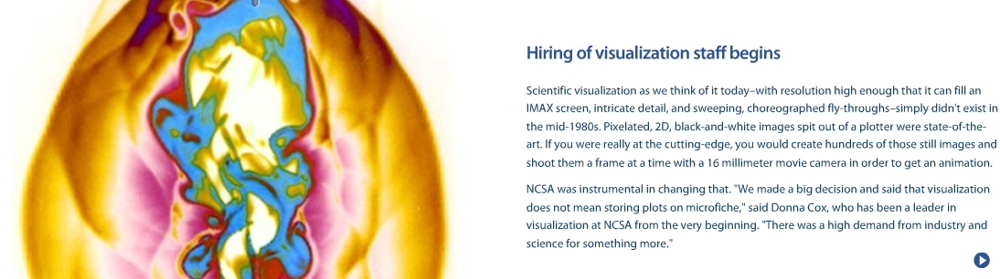 Hiring of visualization staff begins
Scientific visualization as we think of it today–with resolution high enough that it can fill an
IMAX screen, intricate detail, and sweeping, choreographed fly-throughs–simply didn't exist in
the mid-1980s. Pixelated, 2D, black-and-white images spit out of a plotter were state-of-the-
art. If you were really at the cutting-edge, you would create hundreds of those still images and
shoot them a frame at a time with a 16 millimeter movie camera in order to get an animation.
NCSA was instrumental in changing that. "We made a big decision and said that visualization
does not mean storing plots on microfiche," said Donna Cox, who has been a leader in
visualization at NCSA from the very beginning. "There was a high demand from industry and
science for something more."